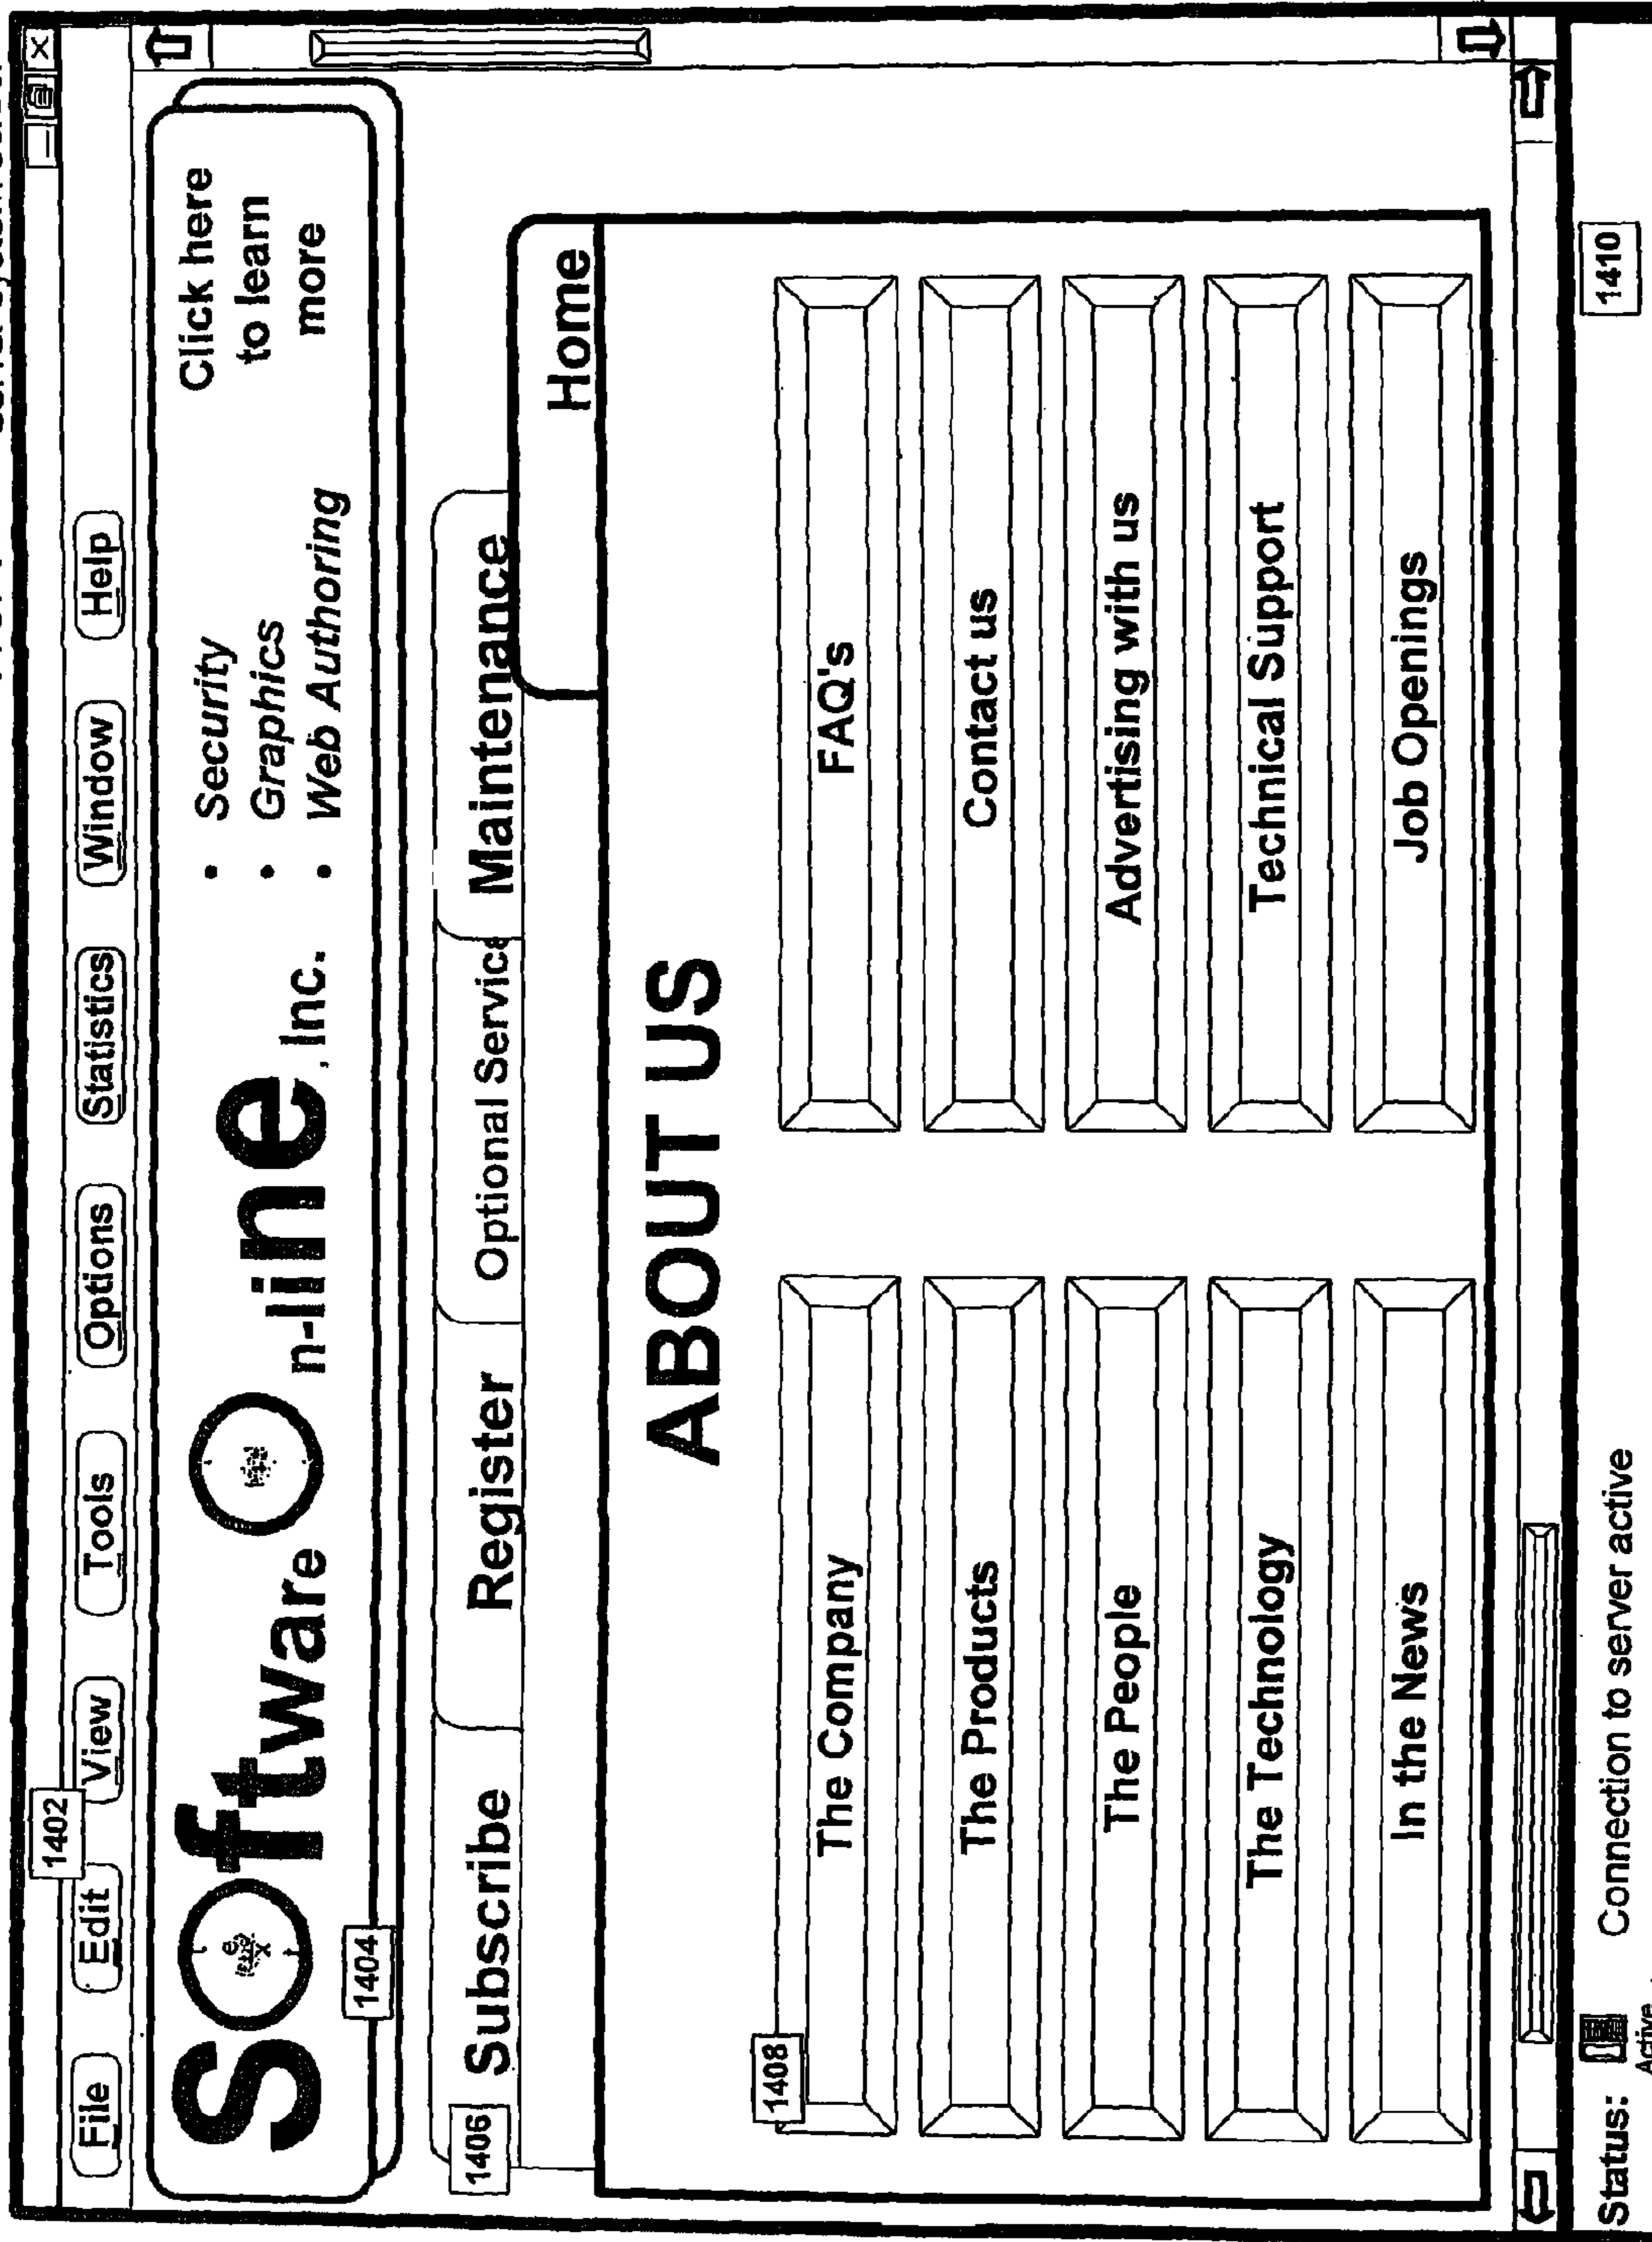 1402
File Edit View Tools Options Statistics Window Help
Software On-line, Inc.
• Security
• Graphics
• Web Authoring
Click here
to learn
more
1404
1406 Subscribe Register Optional Service Maintenance
Home
ABOUT US
1408
The Company FAQ's
The Products Contact us
The People Advertising with us
The Technology Technical Support
In the News Job Openings
Status: Connection to server active 1410
Active